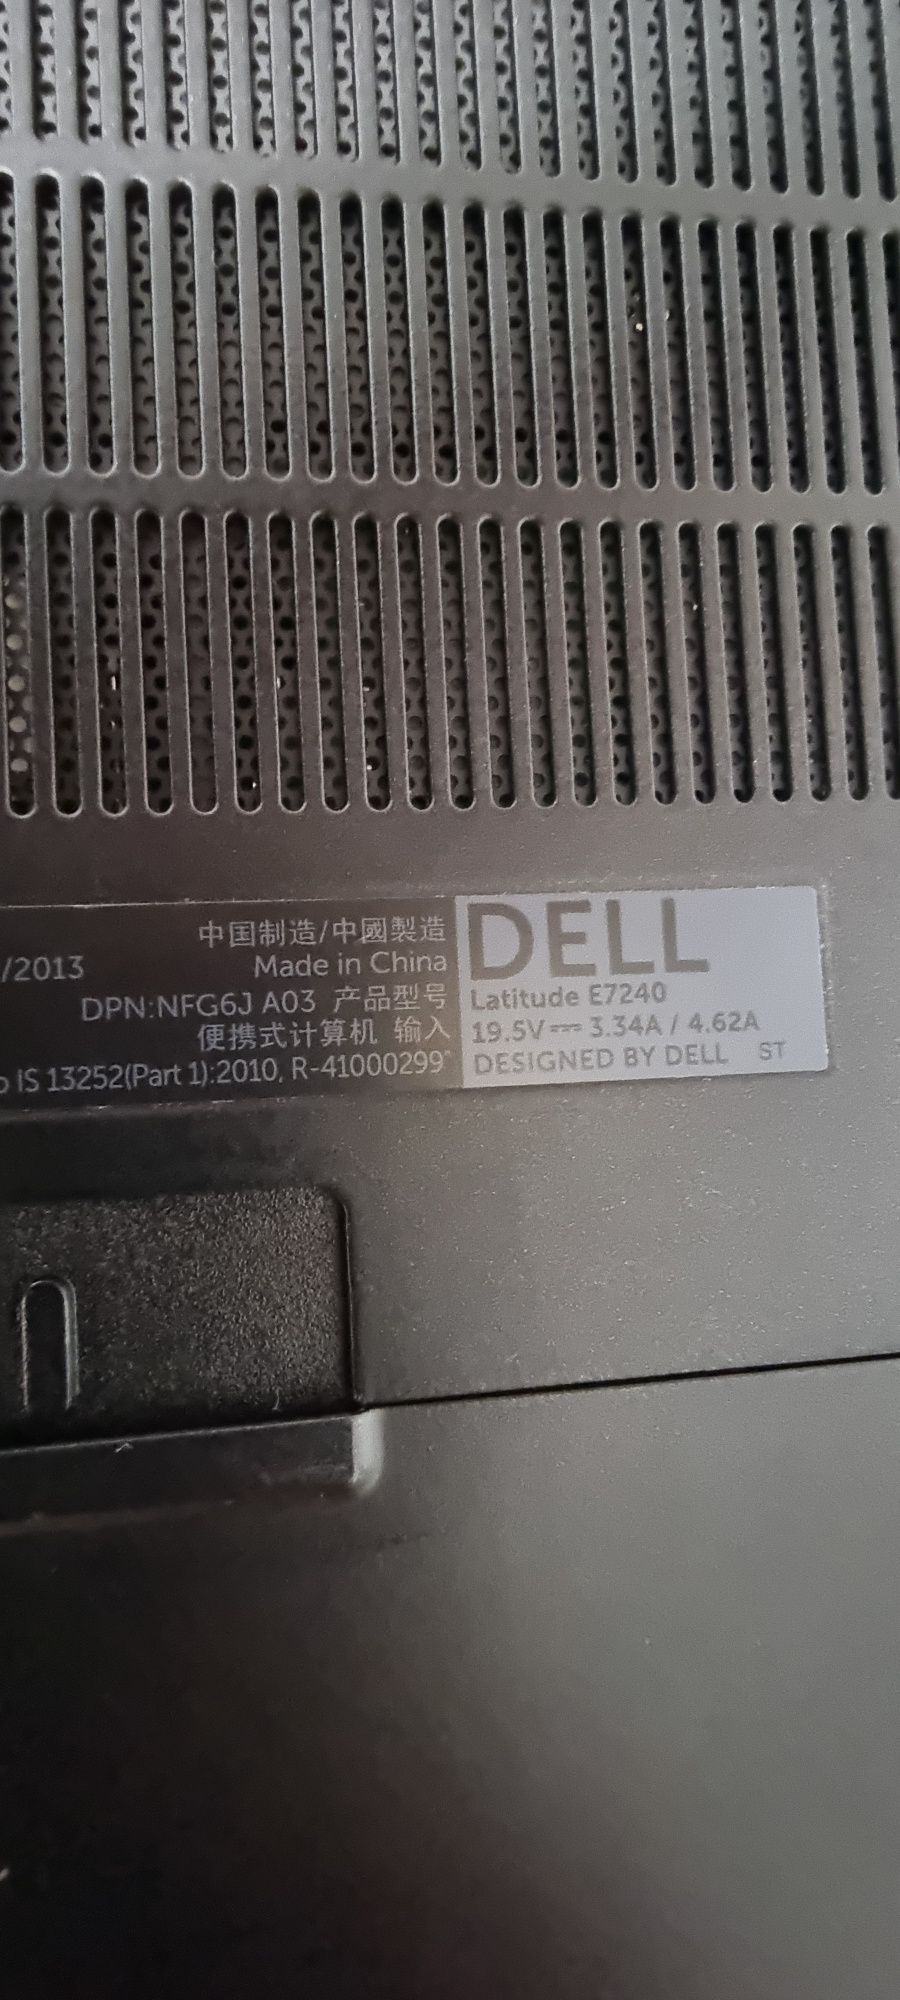 中国制造/中國製造
/2013 Made in China
DPN:NFG6J A03 产品型号
便携式计算机 输入
IS 13252(Part 1):2010, R-41000299
DELL
Latitude E7240
19.5V⎓ 3.34A / 4.62A
DESIGNED BY DELL ST